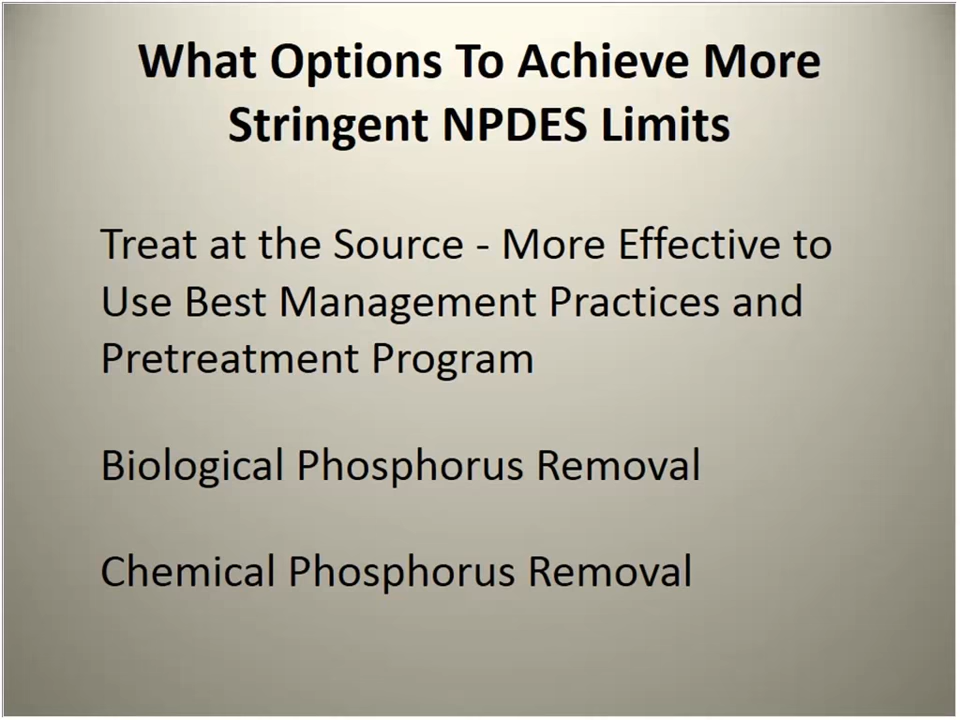 What Options To Achieve More
Stringent NPDES Limits
Treat at the Source - More Effective to
Use Best Management Practices and
Pretreatment Program
Biological Phosphorus Removal
Chemical Phosphorus Removal